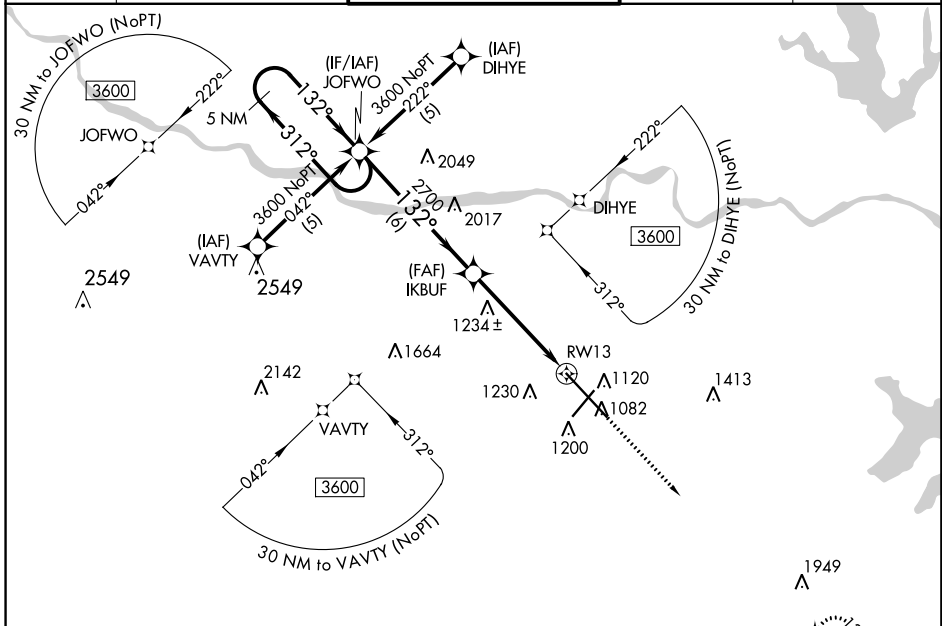 30 NM to JOFWO (NoPT)
3600
222°
JOFWO
042°
5 NM
132°
312°
(IF/IAF)
JOFWO
(IAF)
DIHYE
3600 NoPT
222°
(5)
2049
3600 NoPT
042°
(5)
2700
132°
(6)
2017
(IAF)
VAVTY
2549
2549
(FAF)
IKBUF
1234 ±
222°
DIHYE
3600
312°
30 NM to DIHYE (NoPT)
1664
RW13
2142
1230
1120
1413
1082
1200
VAVTY
042°
312°
3600
30 NM to VAVTY (NoPT)
1949